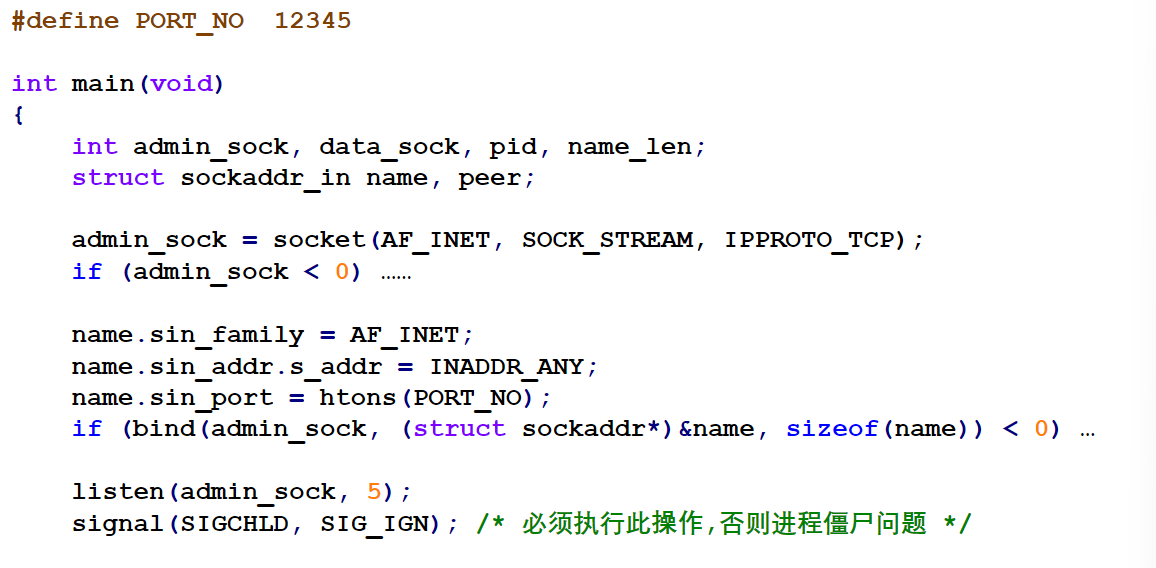 #define PORT_NO  12345
int main(void)
{
    int admin_sock, data_sock, pid, name_len;
    struct sockaddr_in name, peer;
    admin_sock = socket(AF_INET, SOCK_STREAM, IPPROTO_TCP);
    if (admin_sock < 0) ……
    name.sin_family = AF_INET;
    name.sin_addr.s_addr = INADDR_ANY;
    name.sin_port = htons(PORT_NO);
    if (bind(admin_sock, (struct sockaddr*)&name, sizeof(name)) < 0) …
    listen(admin_sock, 5);
    signal(SIGCHLD, SIG_IGN); /* 必须执行此操作,否则进程僵尸问题 */